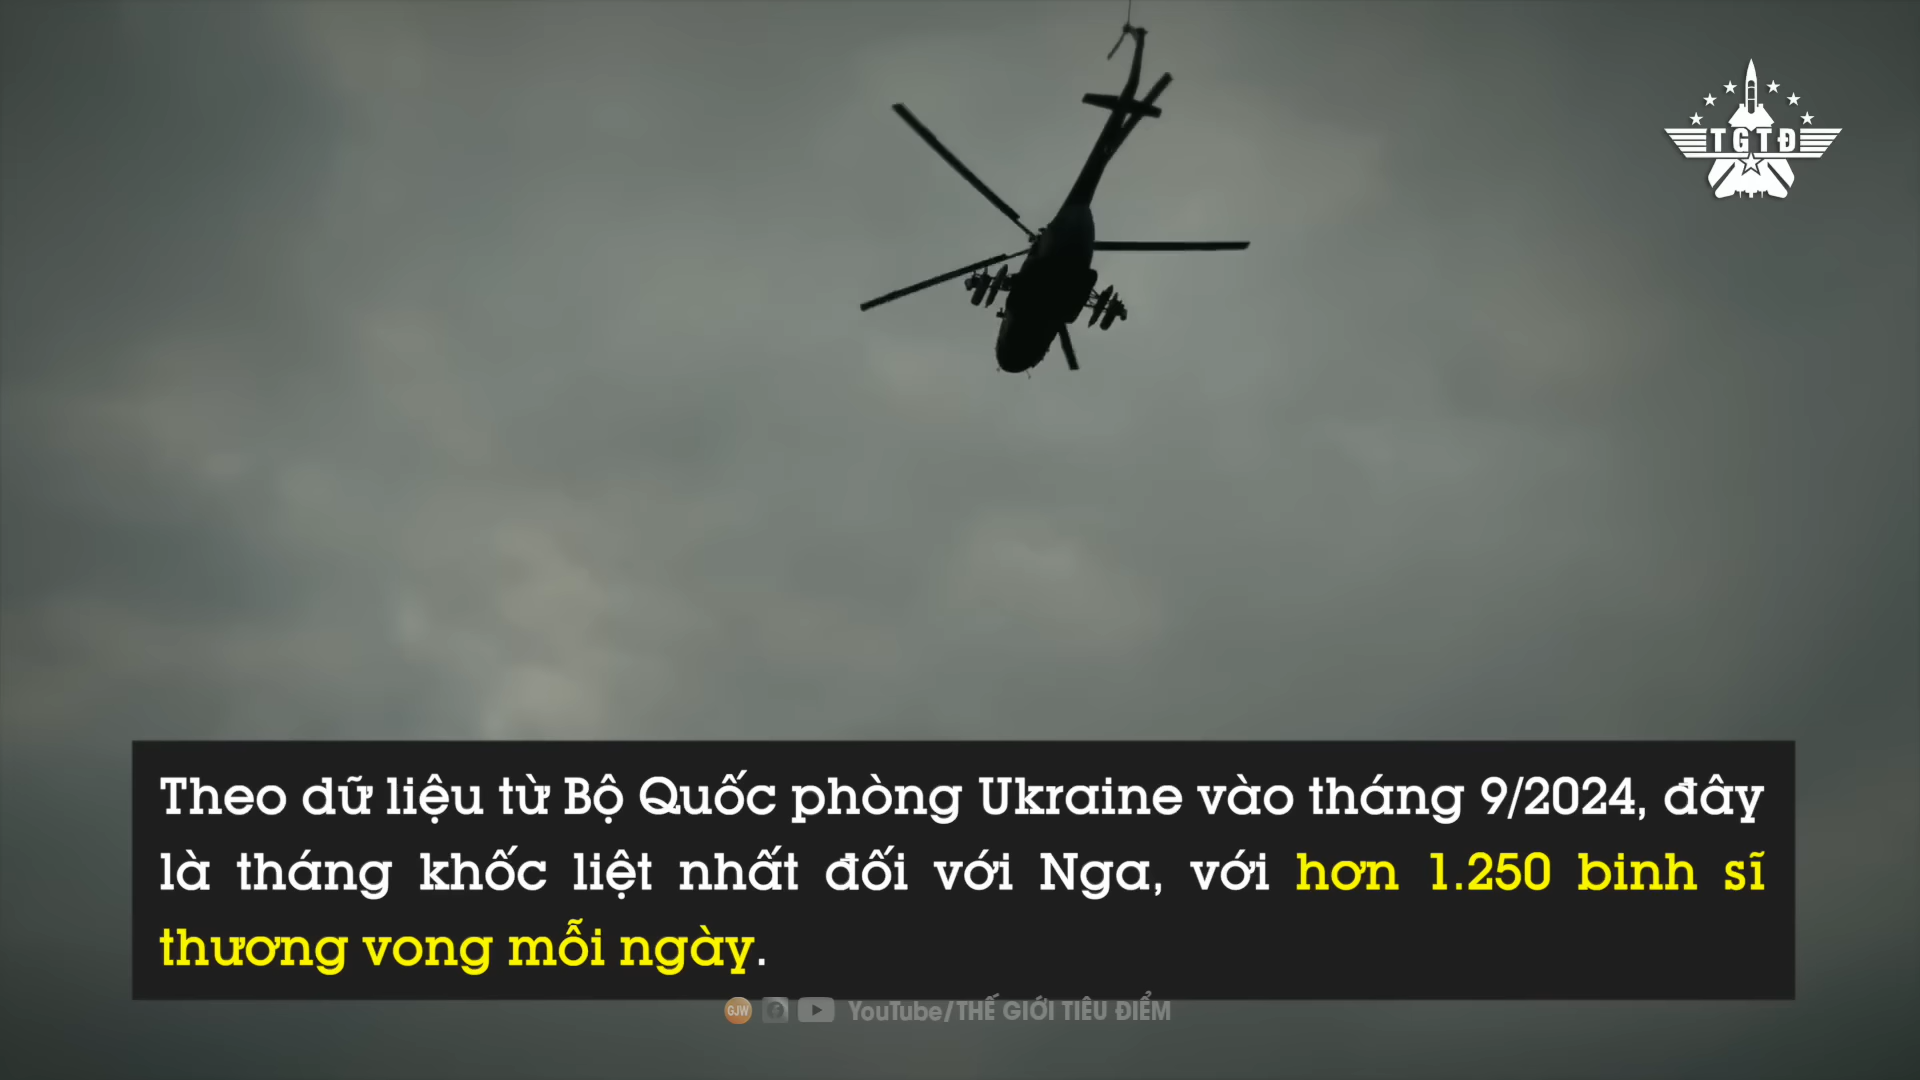 TGTĐ
Theo dữ liệu từ Bộ Quốc phòng Ukraine vào tháng 9/2024, đây
là tháng khốc liệt nhất đối với Nga, với hơn 1.250 binh sĩ
thương vong mỗi ngày.
GJW YouTube/THẾ GIỚI TIÊU ĐIỂM